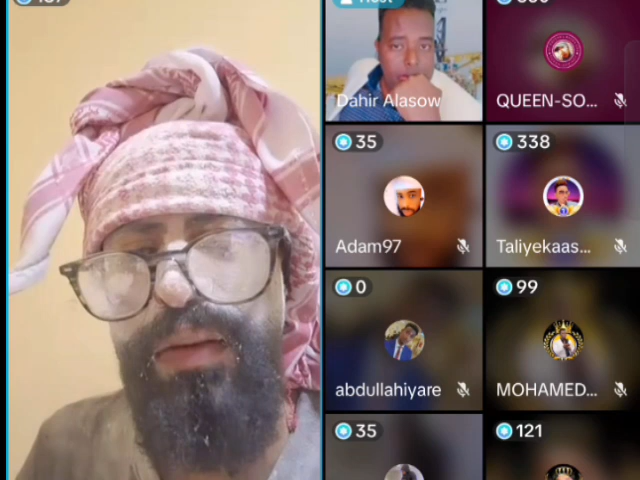 Host
Dahir Alasow
QUEEN-SO...
35
338
Adam97
Taliyekaas...
0
99
abdullahiyare
MOHAMED...
35
121